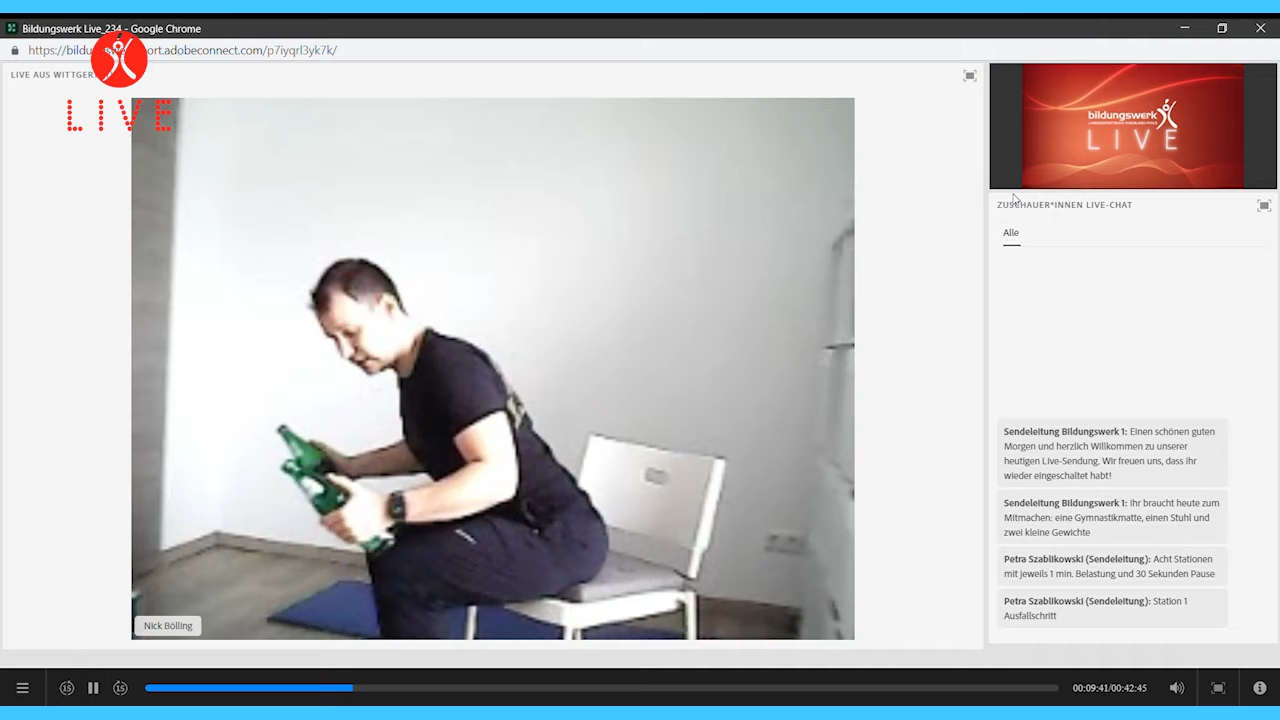 Bildungswerk Live_234 - Google Chrome
https://bildu ort.adobeconnect.com/p7iyqrl3yk7k/
LIVE AUS WITTGER
LIVE
Nick Bölling
bildungswerk
LIVE
ZUSCHAUER*INNEN LIVE-CHAT
Alle
Sendeleitung Bildungswerk 1: Einen schönen guten
Morgen und herzlich Willkommen zu unserer
heutigen Live-Sendung. Wir freuen uns, dass ihr
wieder eingeschaltet habt!
Sendeleitung Bildungswerk 1: Ihr braucht heute zum
Mitmachen: eine Gymnastikmatte, einen Stuhl und
zwei kleine Gewichte
Petra Szablikowski (Sendeleitung): Acht Stationen
mit jeweils 1 min. Belastung und 30 Sekunden Pause
Petra Szablikowski (Sendeleitung): Station 1
Ausfallschritt
15
15
00:09:41/00:42:45